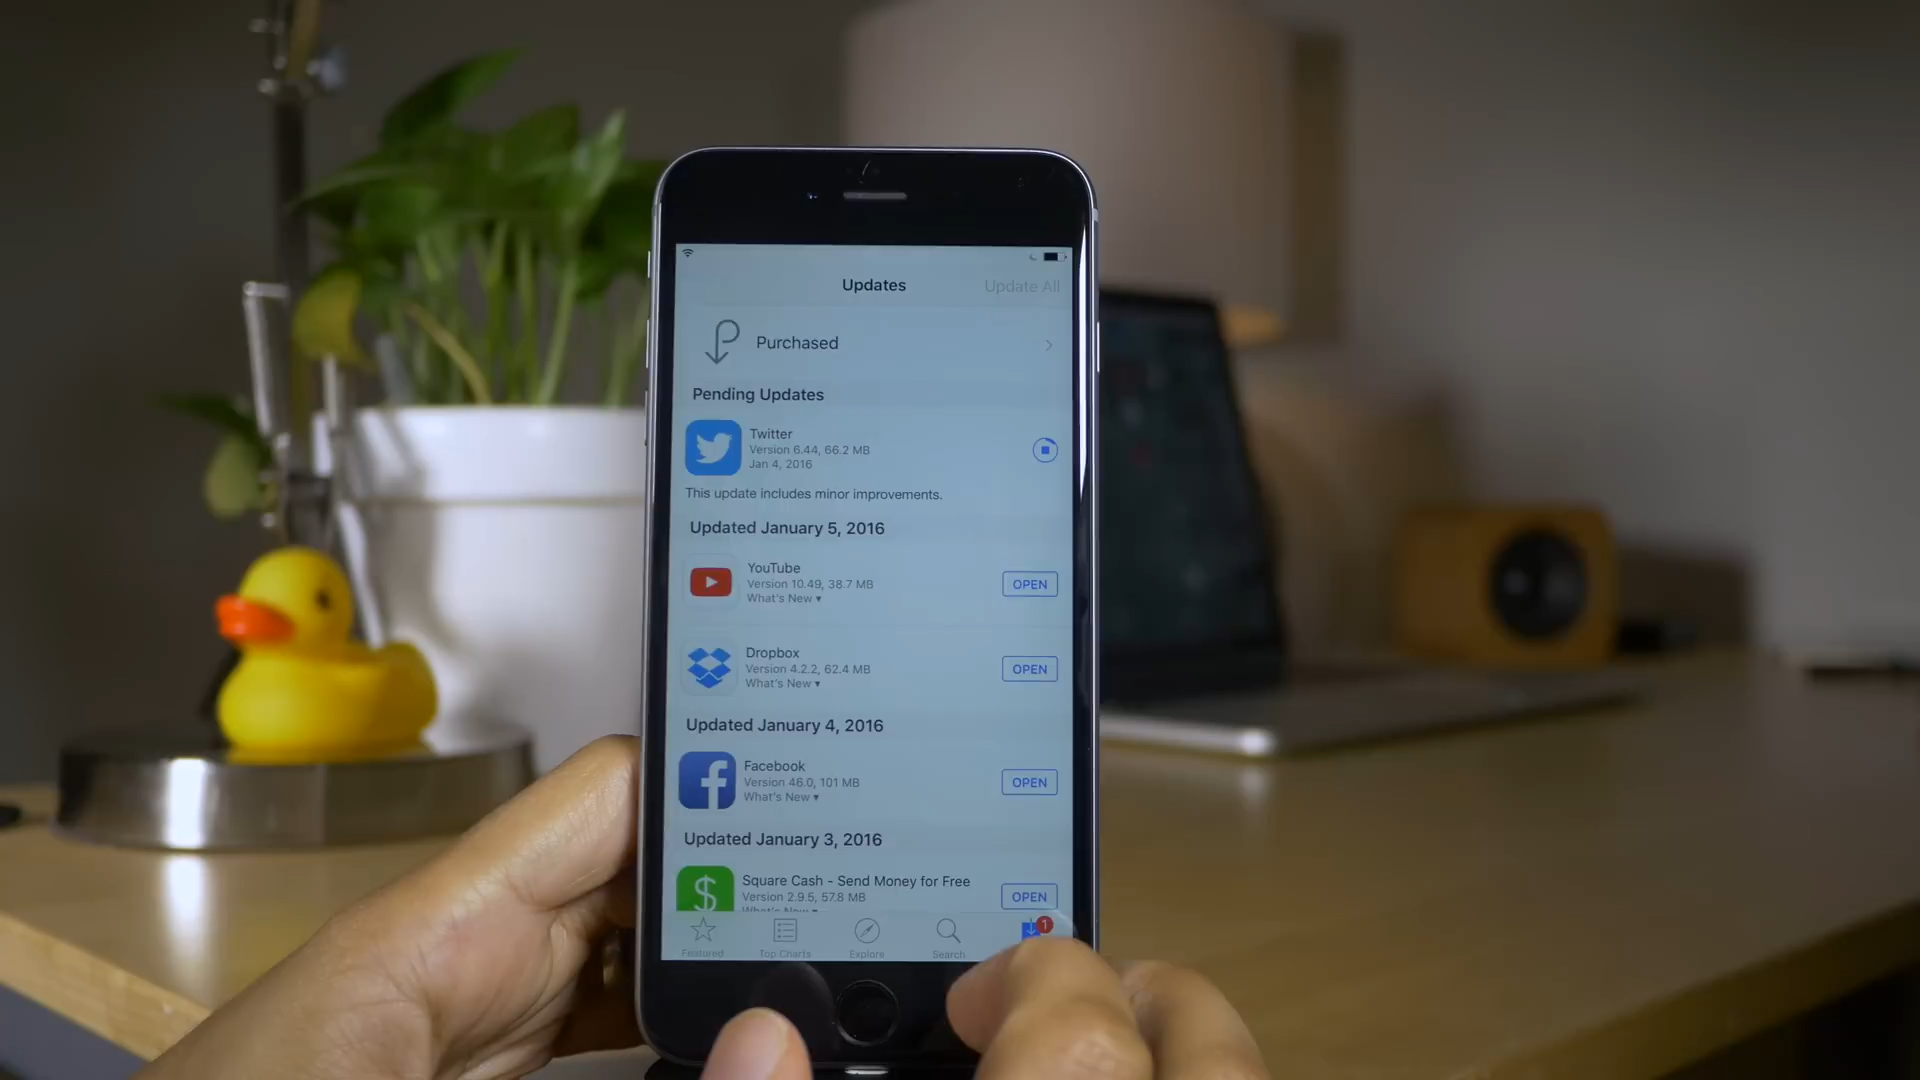 Updates
Update All
Purchased
Pending Updates
Twitter
Version 6.44, 66.2 MB
Jan 4, 2016
This update includes minor improvements.
Updated January 5, 2016
YouTube
Version 10.49, 38.7 MB
What's New ▾
OPEN
Dropbox
Version 4.2.2, 62.4 MB
What's New ▾
OPEN
Updated January 4, 2016
Facebook
Version 46.0, 101 MB
What's New ▾
OPEN
Updated January 3, 2016
$
Square Cash - Send Money for Free
Version 2.9.5, 57.8 MB
What's New ▾
OPEN
1
Featured
Top Charts
Explore
Search